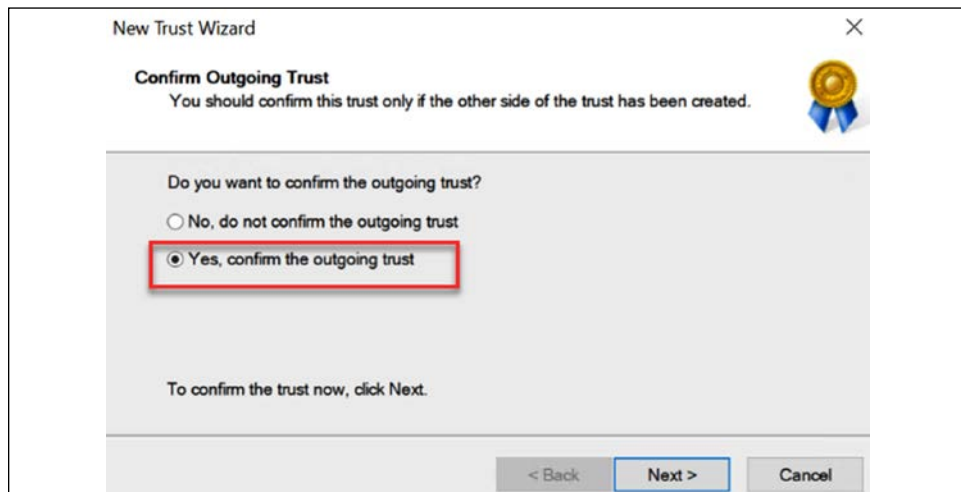 New Trust Wizard
Confirm Outgoing Trust
You should confirm this trust only if the other side of the trust has been created.
Do you want to confirm the outgoing trust?
No, do not confirm the outgoing trust
Yes, confirm the outgoing trust
To confirm the trust now, click Next.
< Back Next > Cancel